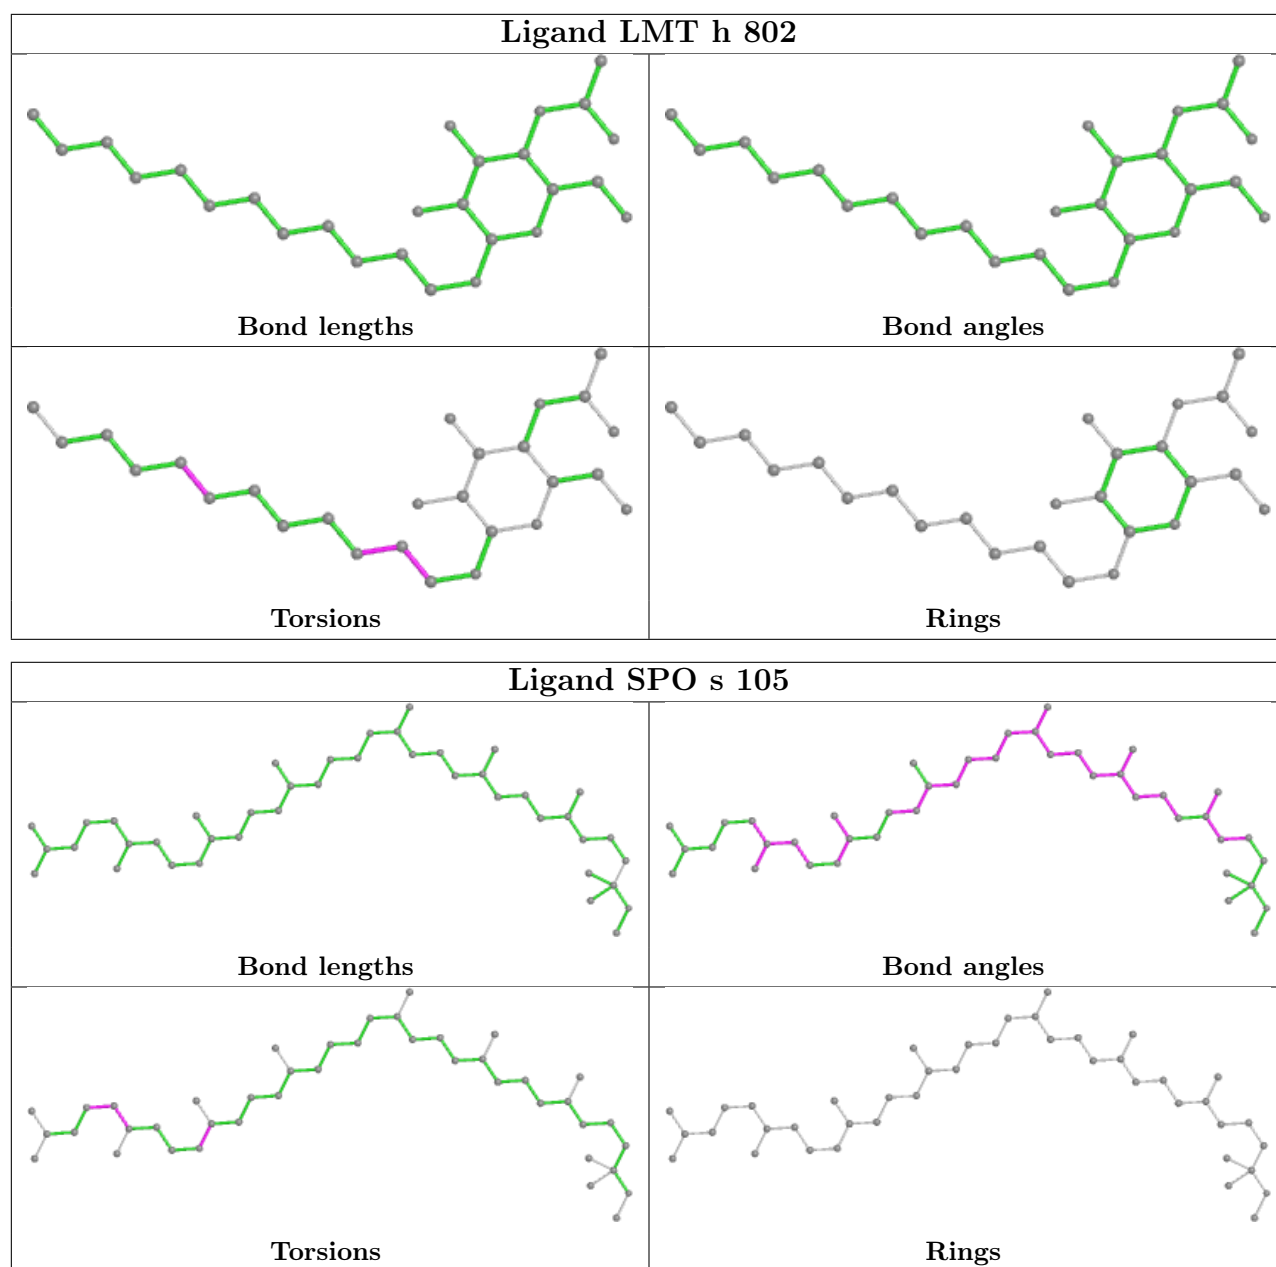 Ligand LMT h 802
Bond lengths
Bond angles
Torsions
Rings
Ligand SPO s 105
Bond lengths
Bond angles
Torsions
Rings